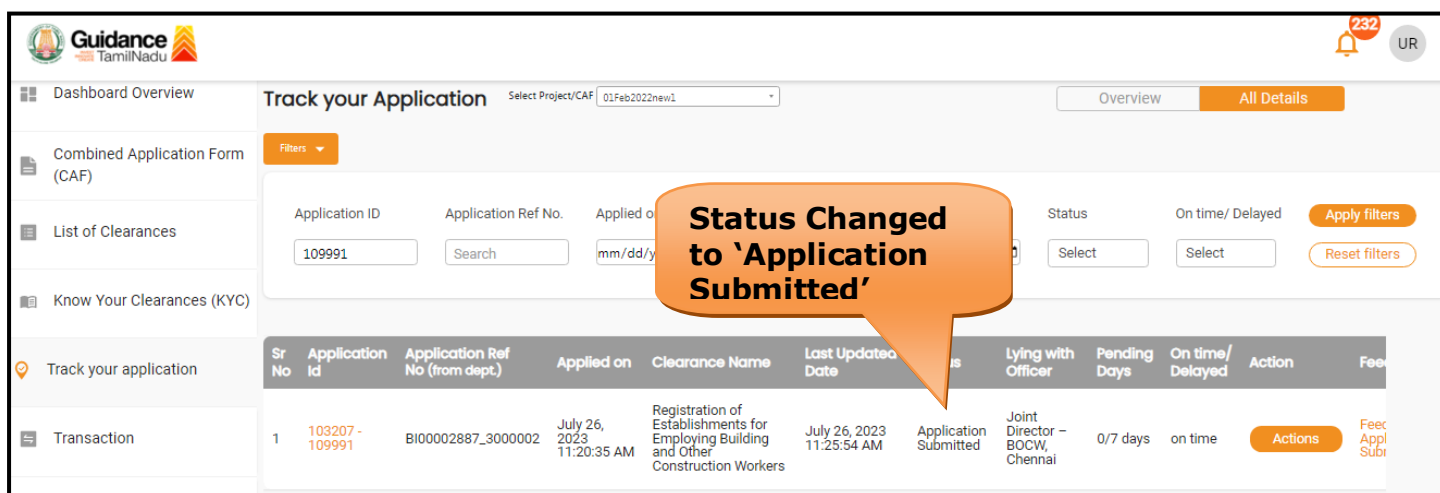 Guidance
TamilNadu
232
UR
Dashboard Overview
Track your Application
Select Project/CAF
01Feb2022new1
Overview
All Details
Combined Application Form
(CAF)
Filters
List of Clearances
Application ID
Application Ref No.
Applied o
Status
On time/ Delayed
Apply filters
109991
Search
mm/dd/y
Select
Select
Reset filters
Status Changed
to ‘Application
Submitted’
Know Your Clearances (KYC)
Track your application
Sr No
Application Id
Application Ref No (from dept.)
Applied on
Clearance Name
Last Updated Date
s
Lying with Officer
Pending Days
On time/ Delayed
Action
Fee
Transaction
1
103207 -
109991
BI00002887_3000002
July 26,
2023
11:20:35 AM
Registration of
Establishments for
Employing Building
and Other
Construction Workers
July 26, 2023
11:25:54 AM
Application
Submitted
Joint
Director –
BOCW,
Chennai
0/7 days
on time
Actions
Feed
Appl
Subr